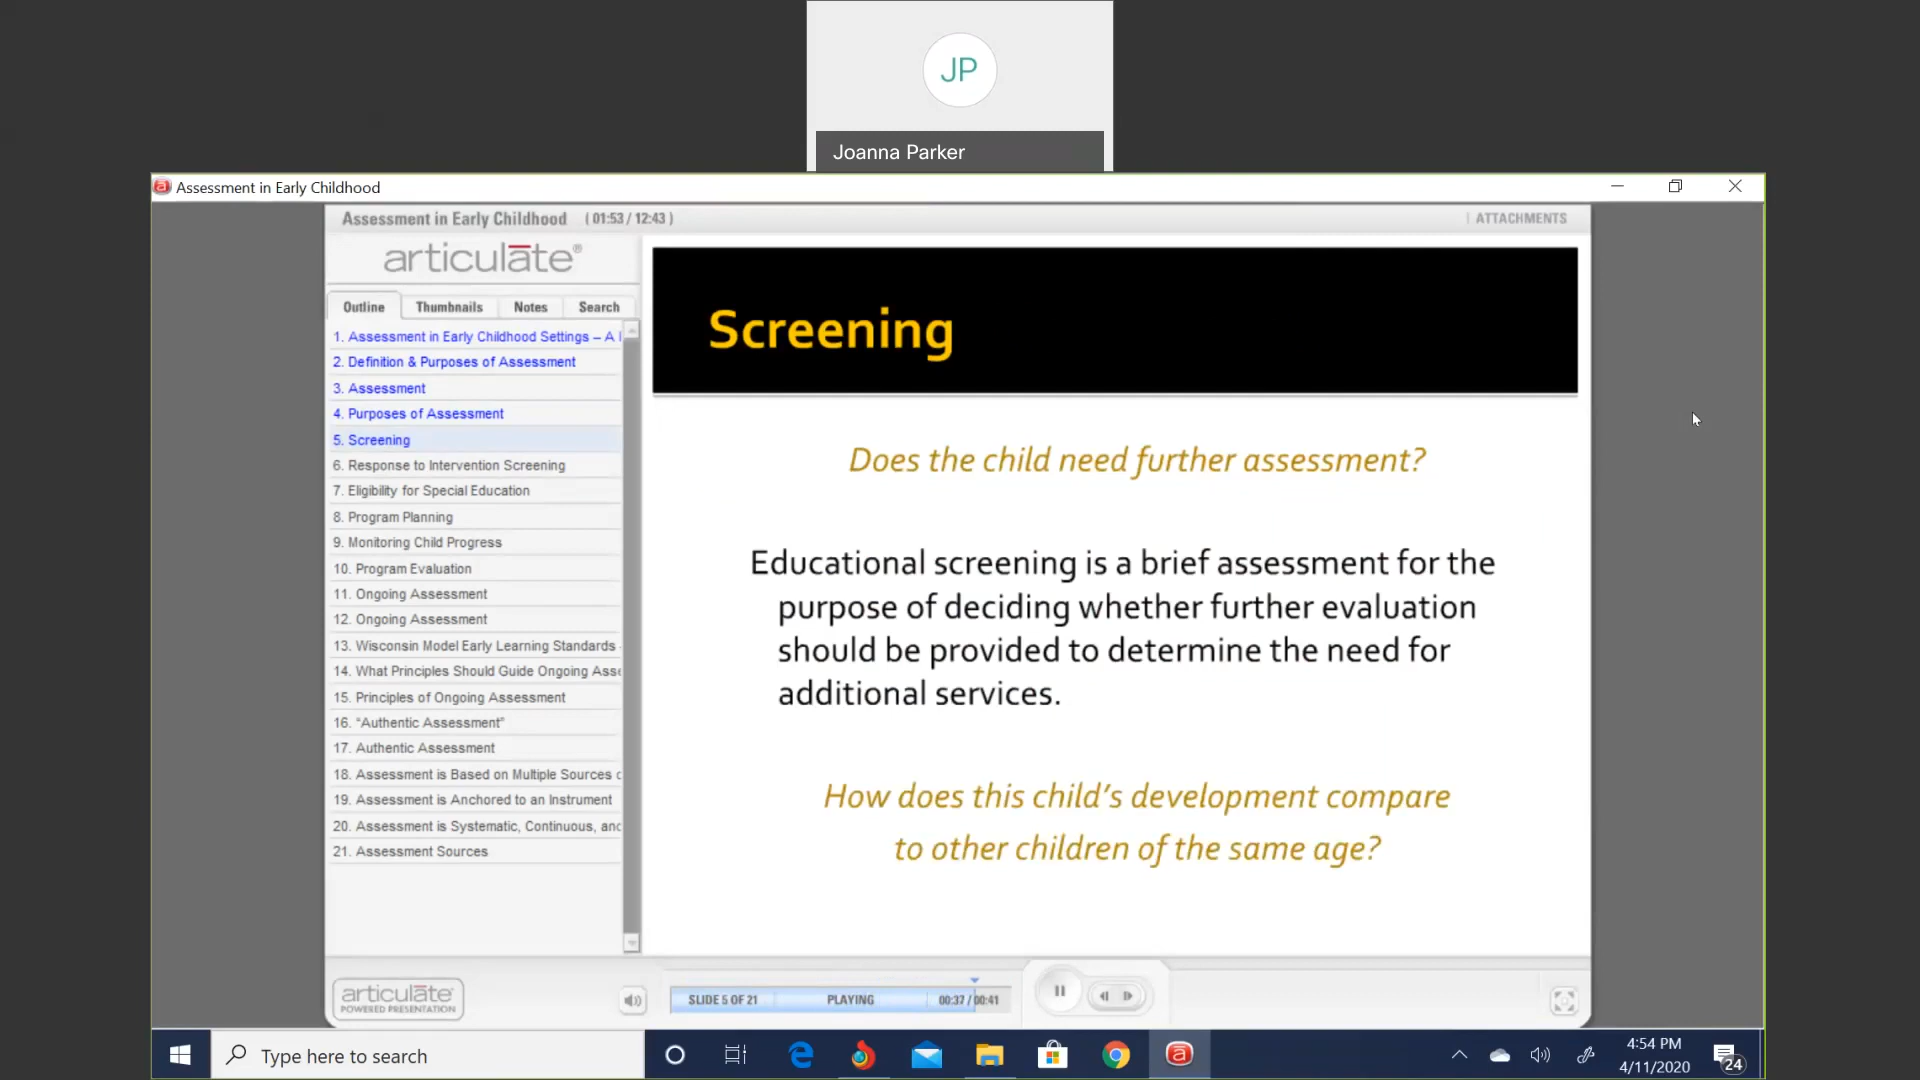 JP
Joanna Parker
Assessment in Early Childhood
Assessment in Early Childhood ( 01:53 / 12:43 )
ATTACHMENTS
articulate®
Outline Thumbnails Notes Search
1. Assessment in Early Childhood Settings – A
2. Definition & Purposes of Assessment
3. Assessment
4. Purposes of Assessment
5. Screening
6. Response to Intervention Screening
7. Eligibility for Special Education
8. Program Planning
9. Monitoring Child Progress
10. Program Evaluation
11. Ongoing Assessment
12. Ongoing Assessment
13. Wisconsin Model Early Learning Standards
14. What Principles Should Guide Ongoing Asse
15. Principles of Ongoing Assessment
16. “Authentic Assessment”
17. Authentic Assessment
18. Assessment is Based on Multiple Sources
19. Assessment is Anchored to an Instrument
20. Assessment is Systematic, Continuous, and
21. Assessment Sources
Screening
Does the child need further assessment?
Educational screening is a brief assessment for the
purpose of deciding whether further evaluation
should be provided to determine the need for
additional services.
How does this child’s development compare
to other children of the same age?
articulate®
POWERED PRESENTATION
SLIDE 5 OF 21 PLAYING 00:37 / 00:41
Type here to search
4:54 PM
4/11/2020
24